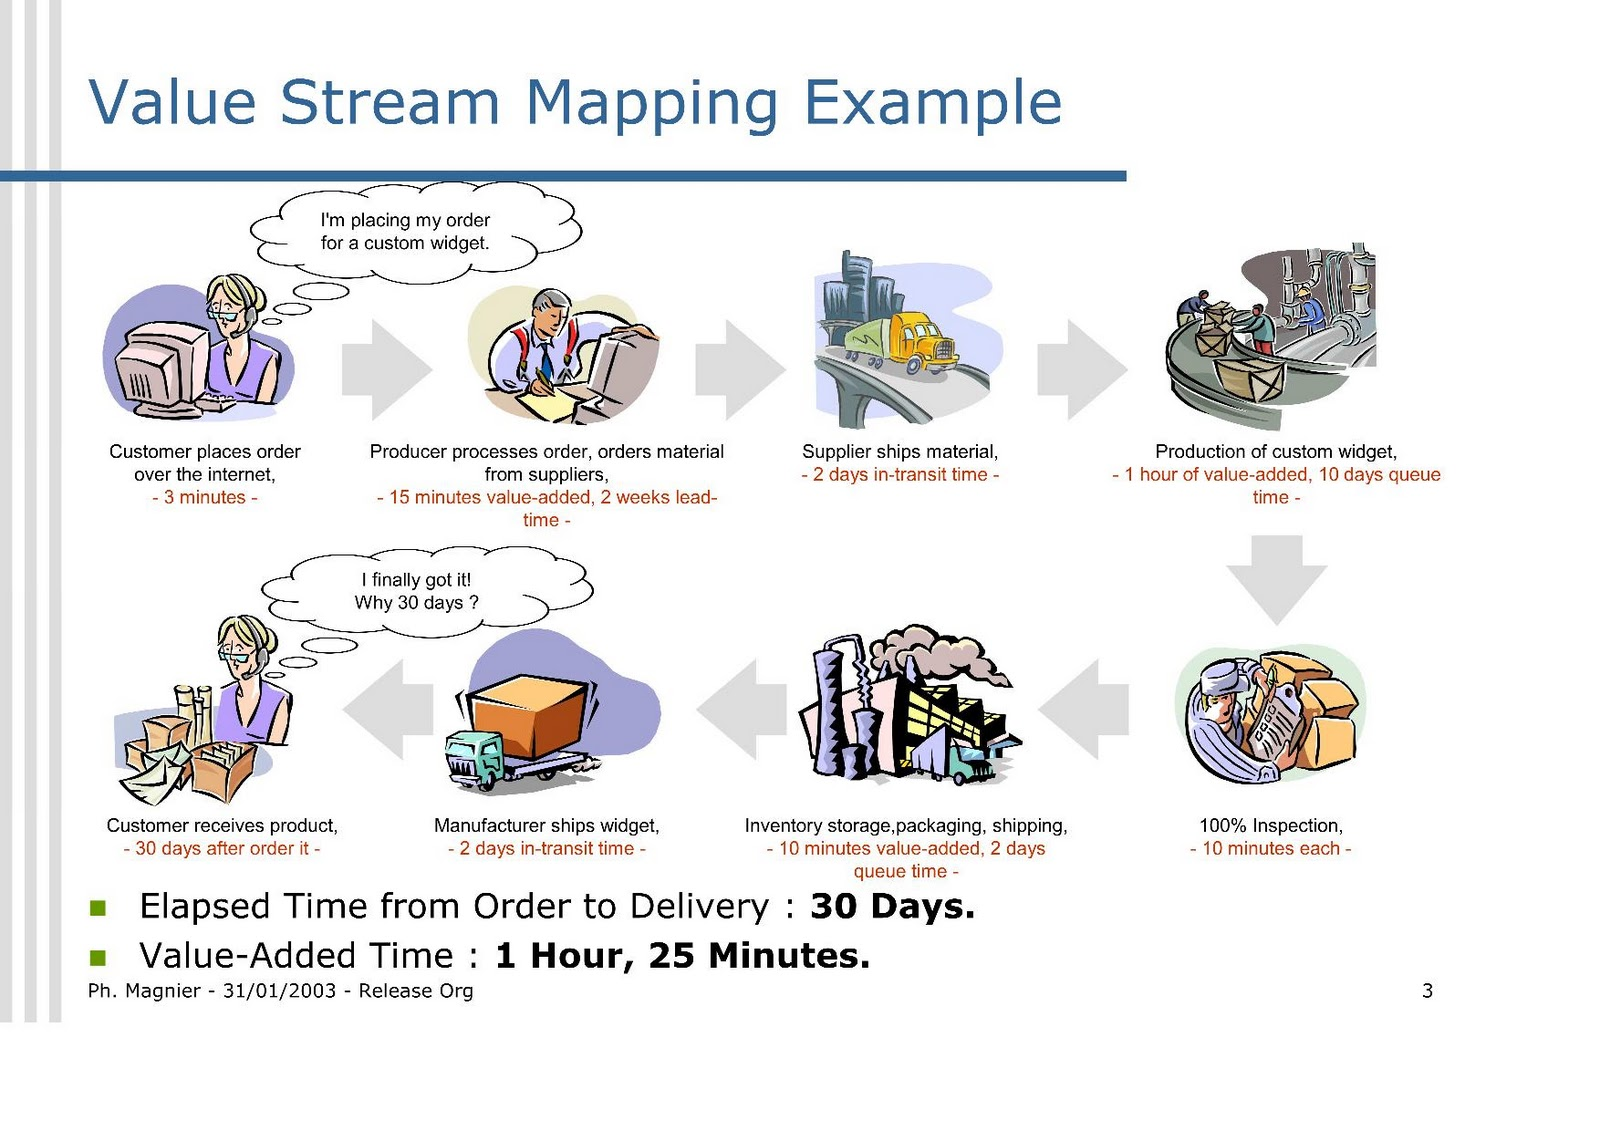 Value Stream Mapping Example
I'm placing my order
for a custom widget.
Customer places order
over the internet,
- 3 minutes -
Producer processes order, orders material
from suppliers,
- 15 minutes value-added, 2 weeks lead-
time -
Supplier ships material,
- 2 days in-transit time -
Production of custom widget,
- 1 hour of value-added, 10 days queue
time -
I finally got it!
Why 30 days ?
Customer receives product,
- 30 days after order it -
Manufacturer ships widget,
- 2 days in-transit time -
Inventory storage,packaging, shipping,
- 10 minutes value-added, 2 days
queue time -
100% Inspection,
- 10 minutes each -
Elapsed Time from Order to Delivery : 30 Days.
Value-Added Time : 1 Hour, 25 Minutes.
Ph. Magnier - 31/01/2003 - Release Org
3